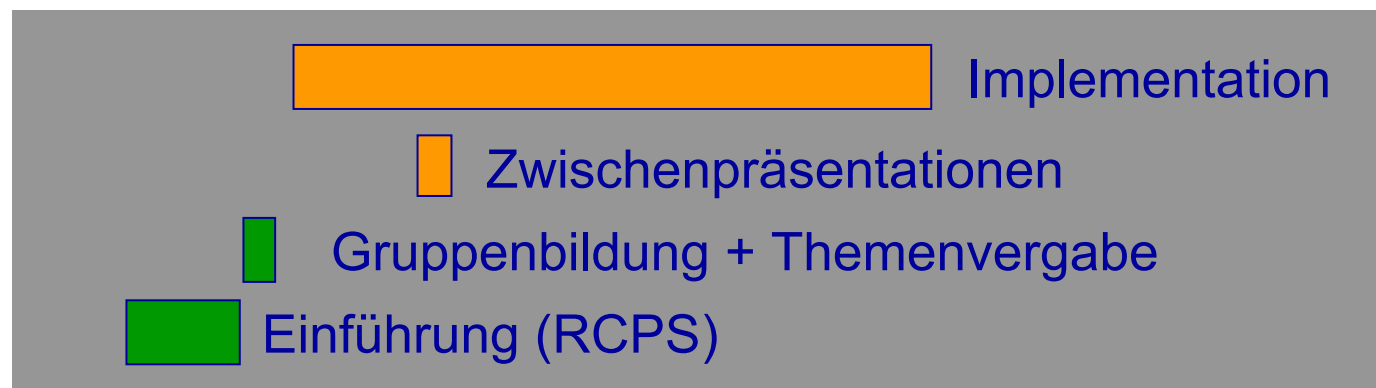 Implementation
Zwischenpräsentationen
Gruppenbildung + Themenvergabe
Einführung (RCPS)